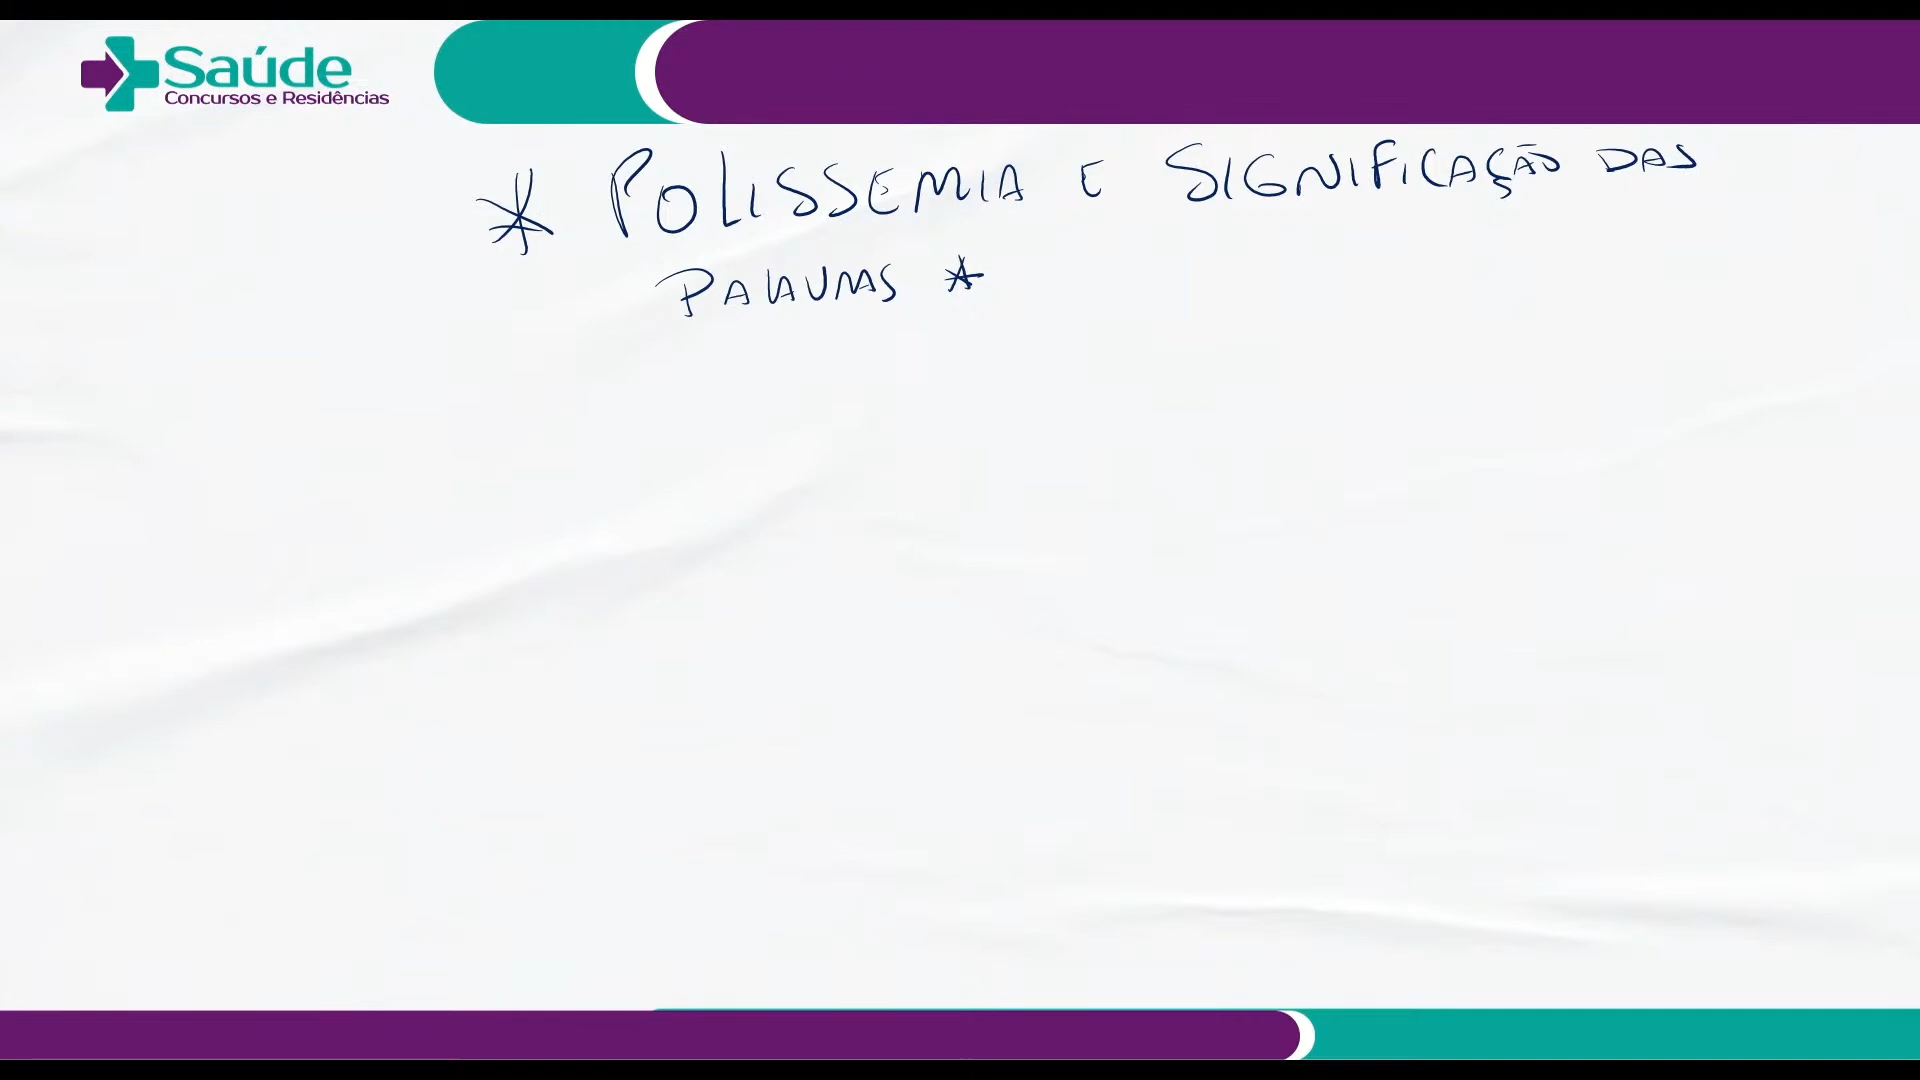 Saúde
Concursos e Residências
* POLISSEMIA E SIGNIFICAÇÃO DAS
PALAVRAS *